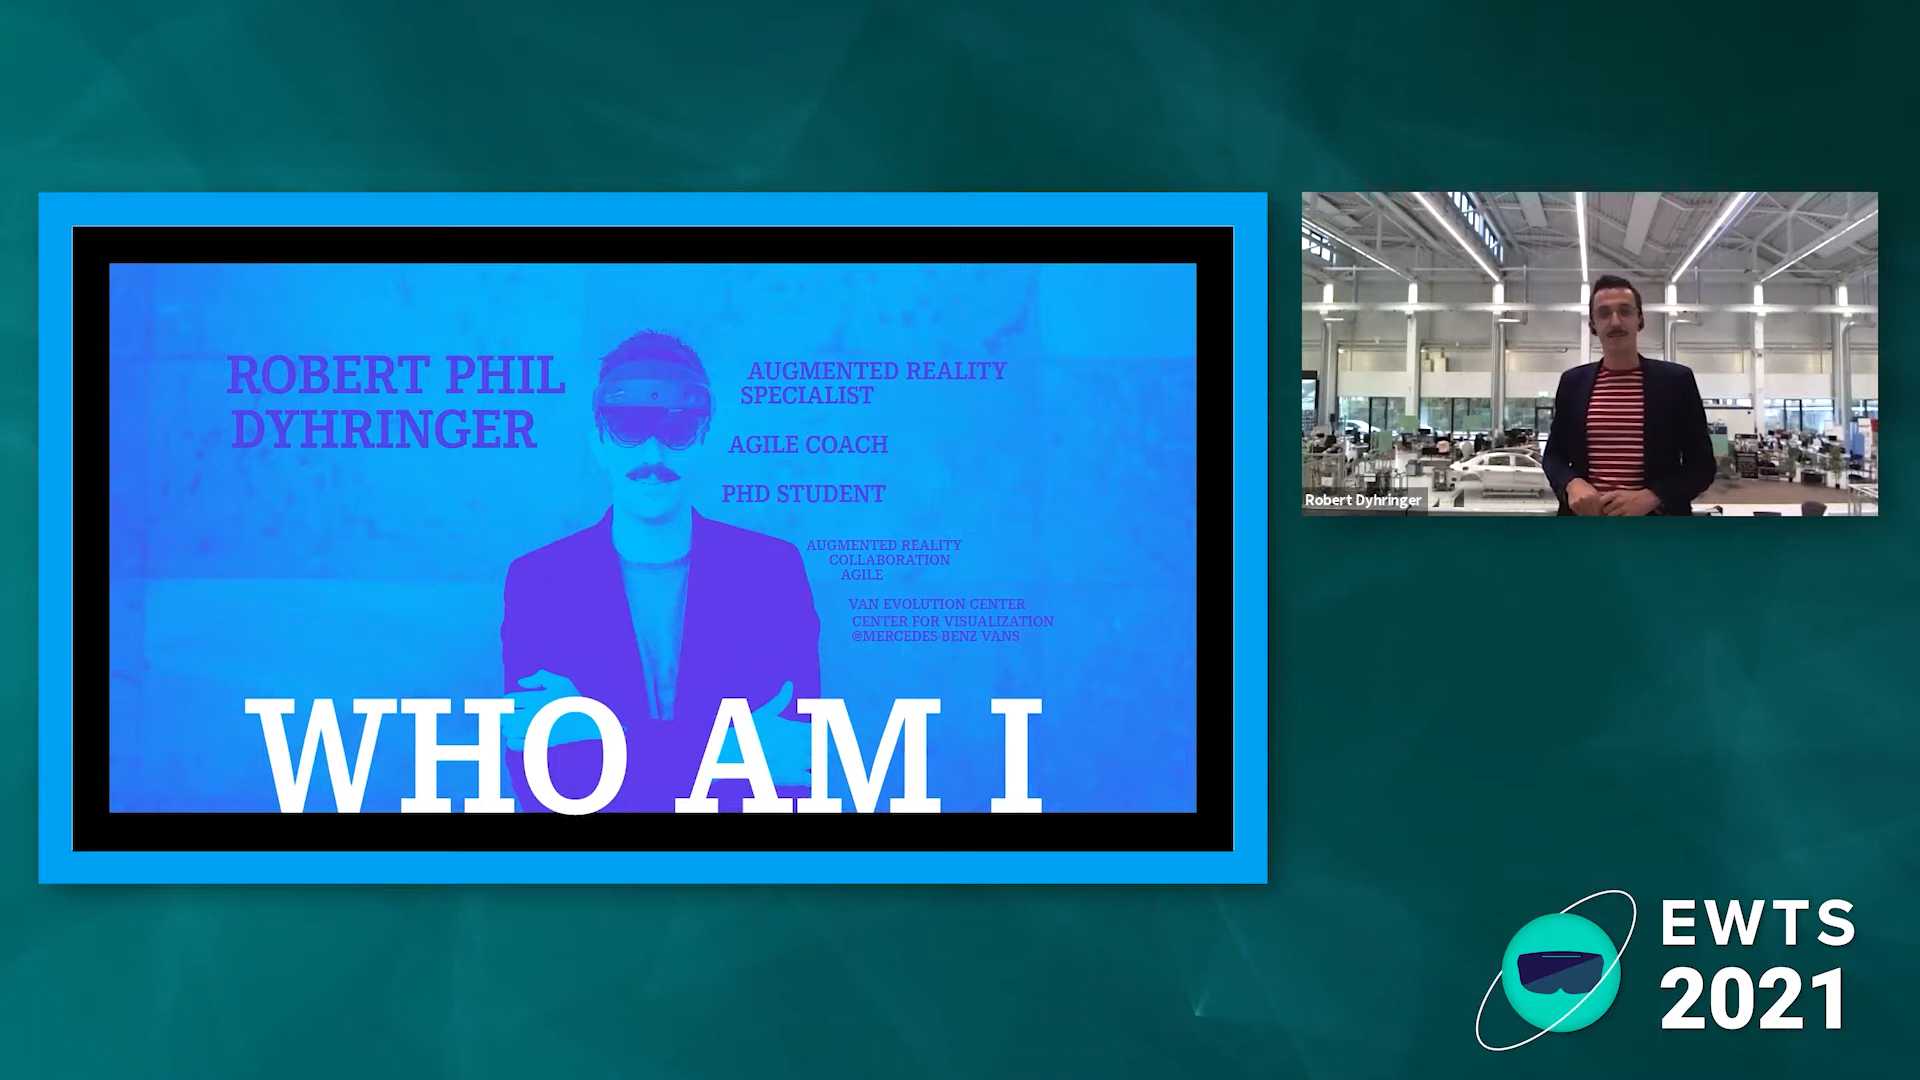 ROBERT PHIL
DYHRINGER
AUGMENTED REALITY
SPECIALIST
AGILE COACH
PHD STUDENT
AUGMENTED REALITY
COLLABORATION
AGILE
VAN EVOLUTION CENTER
CENTER FOR VISUALIZATION
@MERCEDES-BENZ VANS
WHO AM I
Robert Dyhringer
EWTS
2021